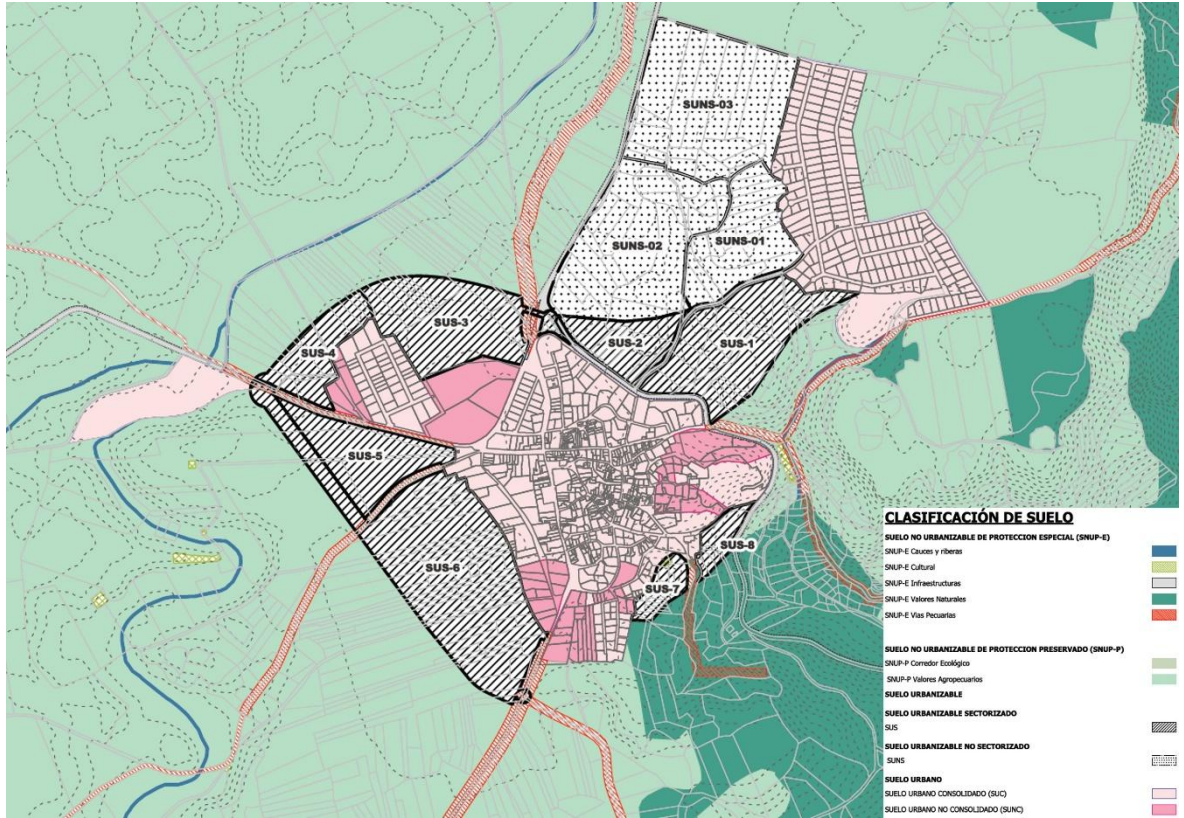 SUNS-03
SUNS-02
SUNS-01
SUS-3
SUS-2
SUS-1
SUS-4
SUS-5
SUS-6
SUS-8
SUS-7
CLASIFICACIÓN DE SUELO
SUELO NO URBANIZABLE DE PROTECCION ESPECIAL (SNUP-E)
SNUP-E Cauces y riberas
SNUP-E Cultural
SNUP-E Infraestructuras
SNUP-E Valores Naturales
SNUP-E Vias Pecuarias
SUELO NO URBANIZABLE DE PROTECCION PRESERVADO (SNUP-P)
SNUP-P Corredor Ecológico
SNUP-P Valores Agropecuarios
SUELO URBANIZABLE
SUELO URBANIZABLE SECTORIZADO
SUS
SUELO URBANIZABLE NO SECTORIZADO
SUNS
SUELO URBANO
SUELO URBANO CONSOLIDADO (SUC)
SUELO URBANO NO CONSOLIDADO (SUNC)